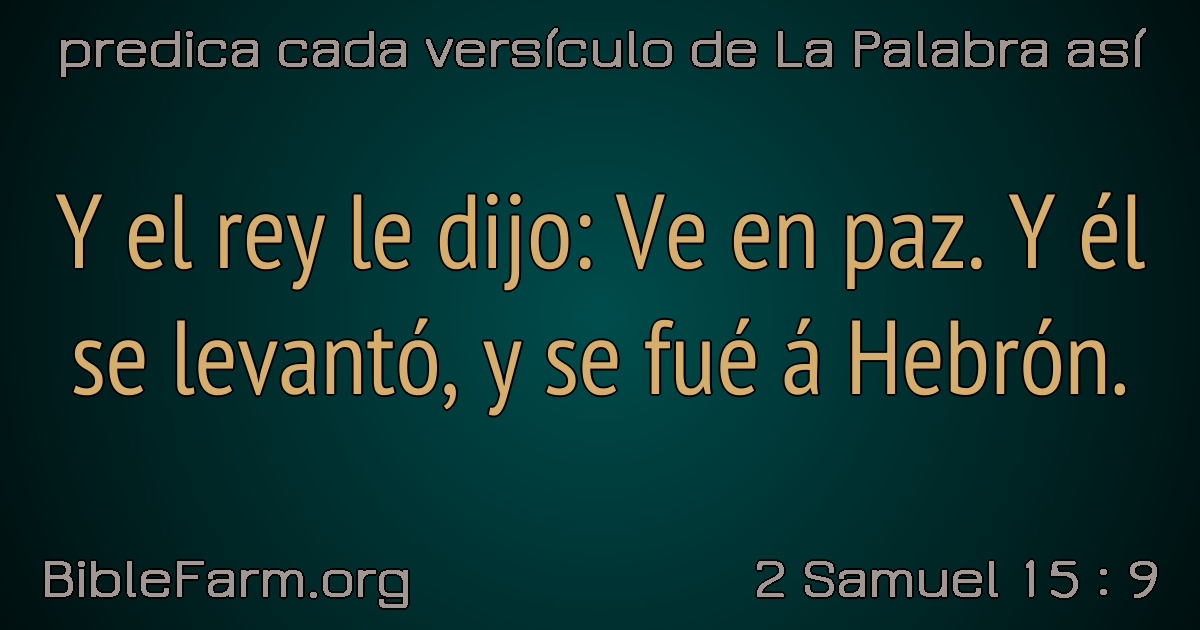 predica cada versículo de La Palabra así
Y el rey le dijo: Ve en paz. Y él
se levantó, y se fué á Hebrón.
BibleFarm.org
2 Samuel 15 : 9